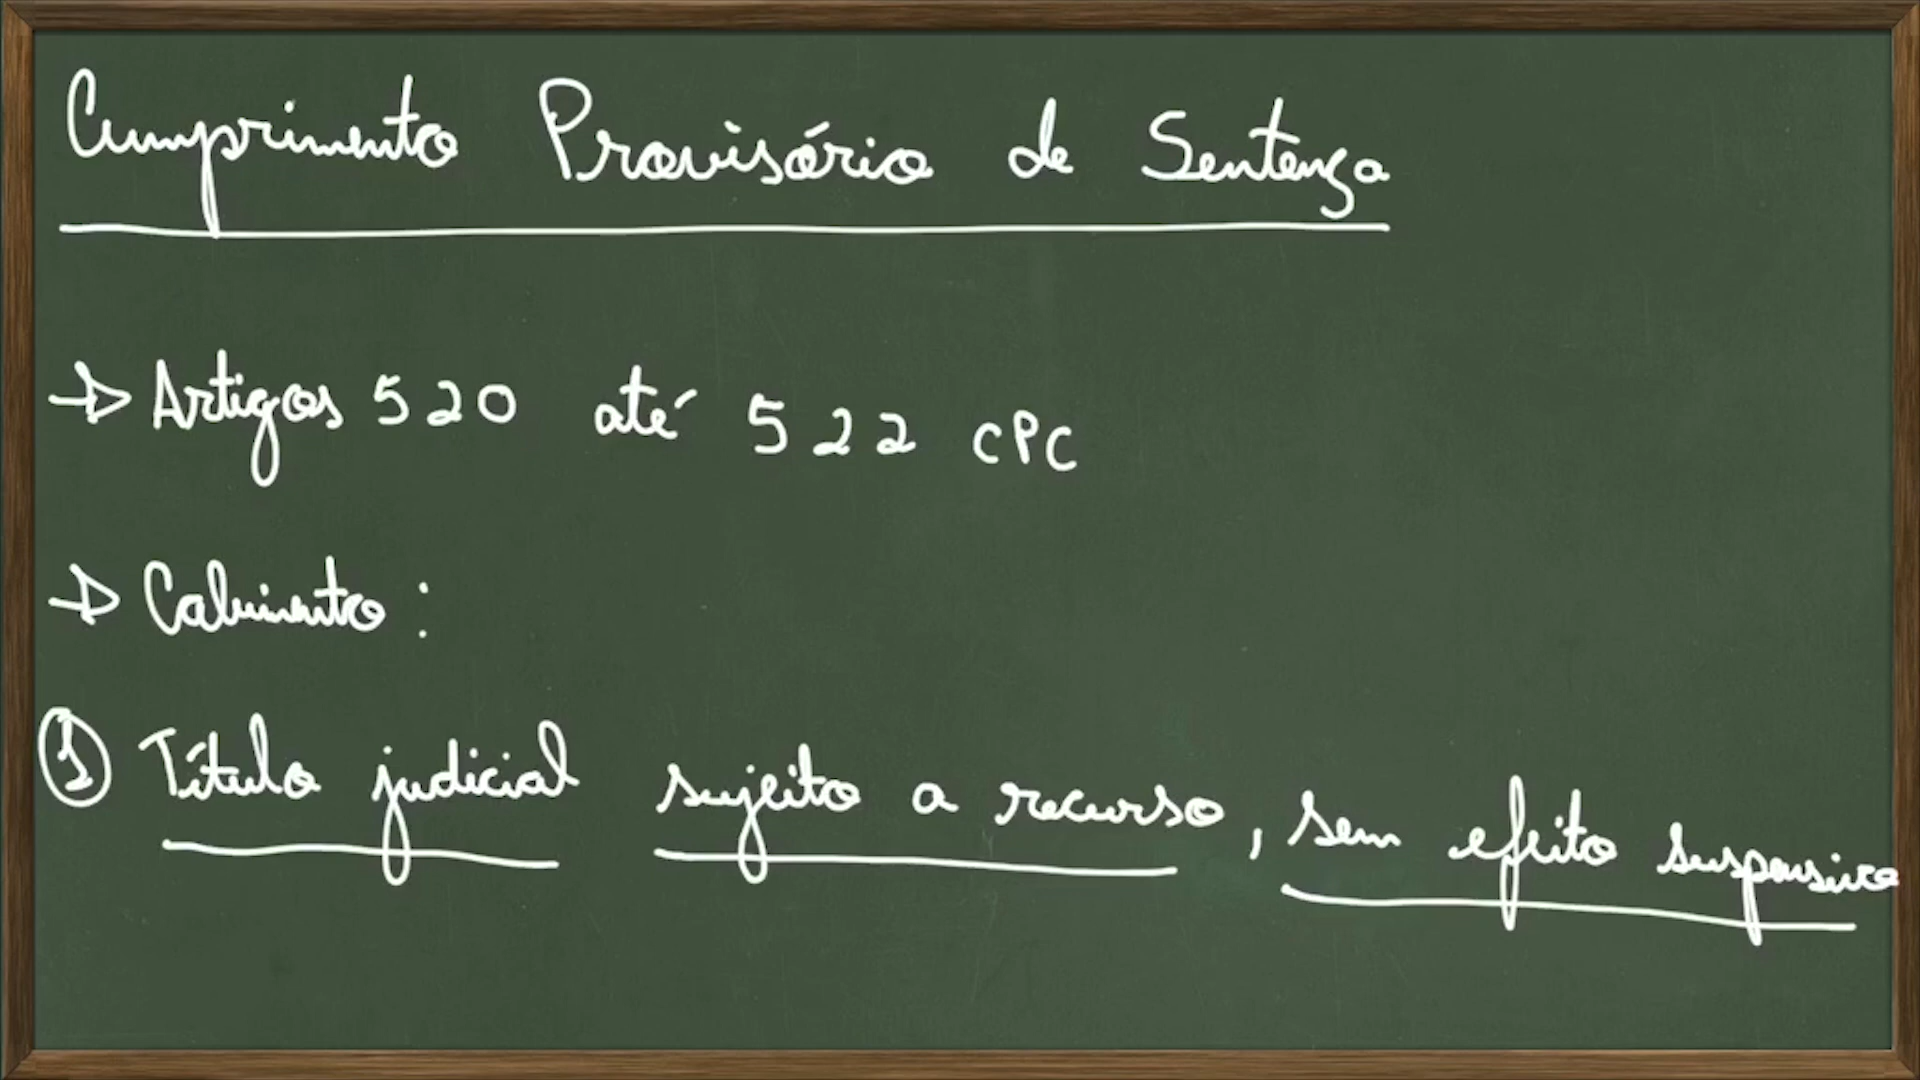 Cumprimento Provisório de Sentença
→ Artigos 520 até 522 CPC
→ Cabimento:
① Título judicial sujeito a recurso, sem efeito suspensivo